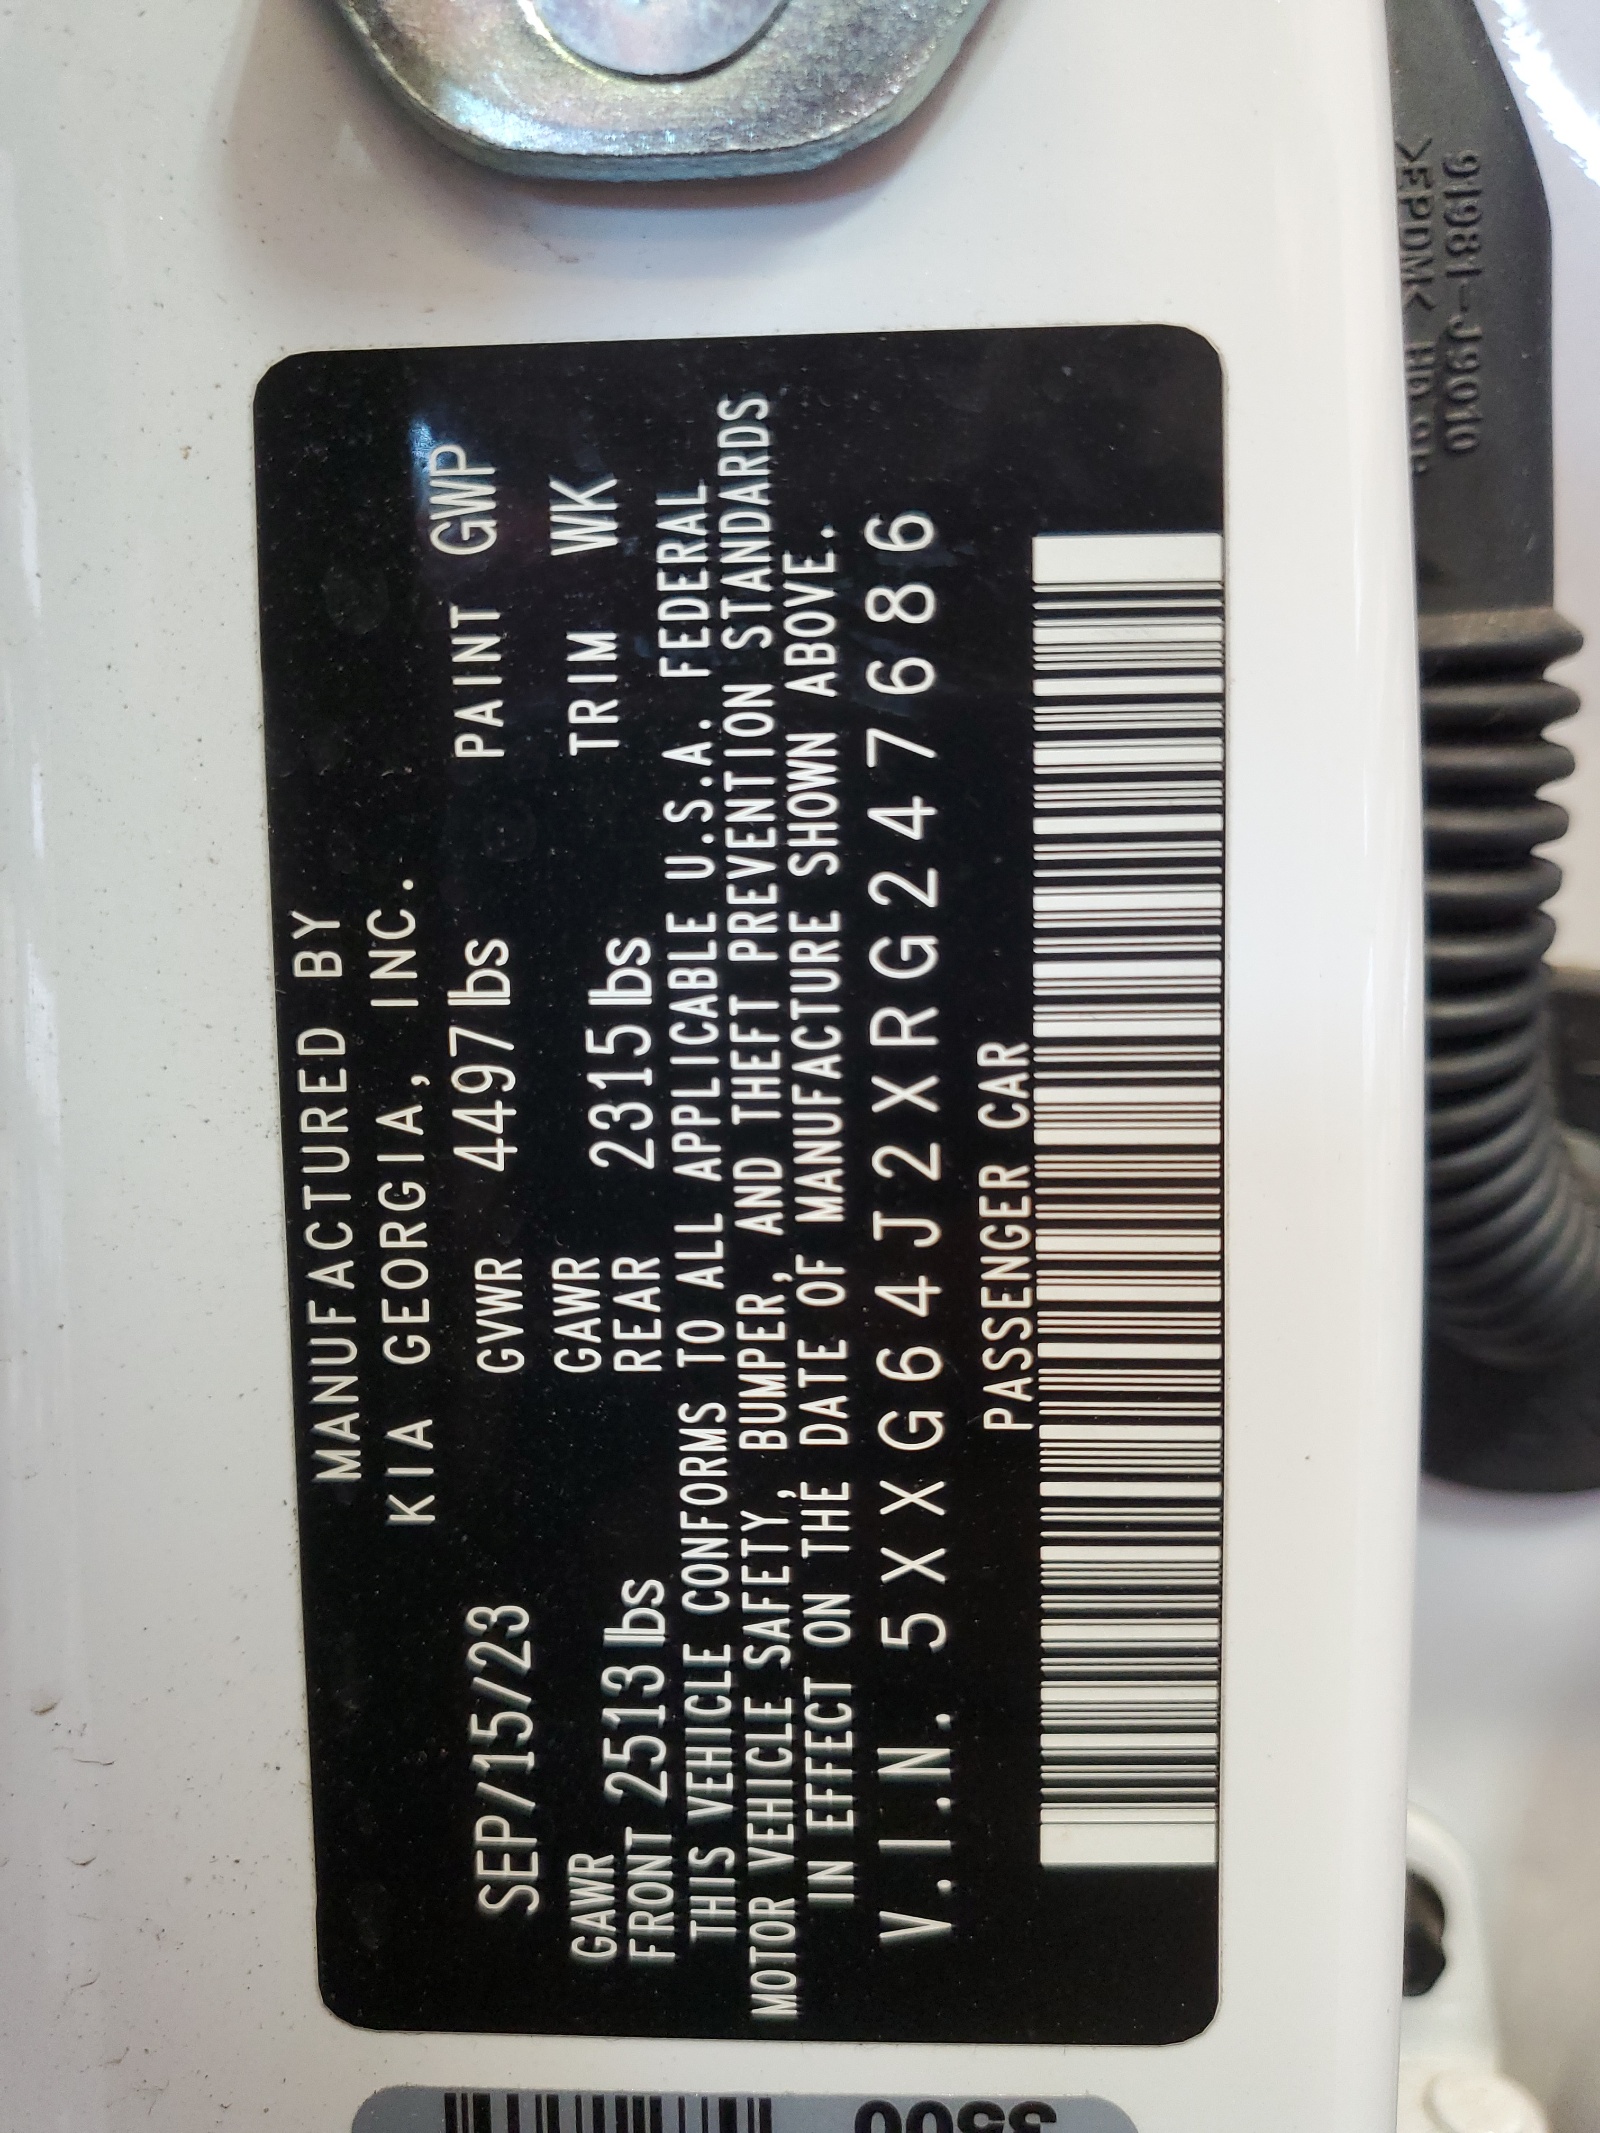 MANUFACTURED BY
KIA GEORGIA, INC.
SEP/15/23 GVWR 4497lbs PAINT GWP
GAWR GAWR TRIM WK
FRONT 2513lbs REAR 2315lbs
THIS VEHICLE CONFORMS TO ALL APPLICABLE U.S.A. FEDERAL
MOTOR VEHICLE SAFETY, BUMPER, AND THEFT PREVENTION STANDARDS
IN EFFECT ON THE DATE OF MANUFACTURE SHOWN ABOVE.
V.I.N. 5XXG64J2XRG247686
PASSENGER CAR
91981-J9010
>EPDM<